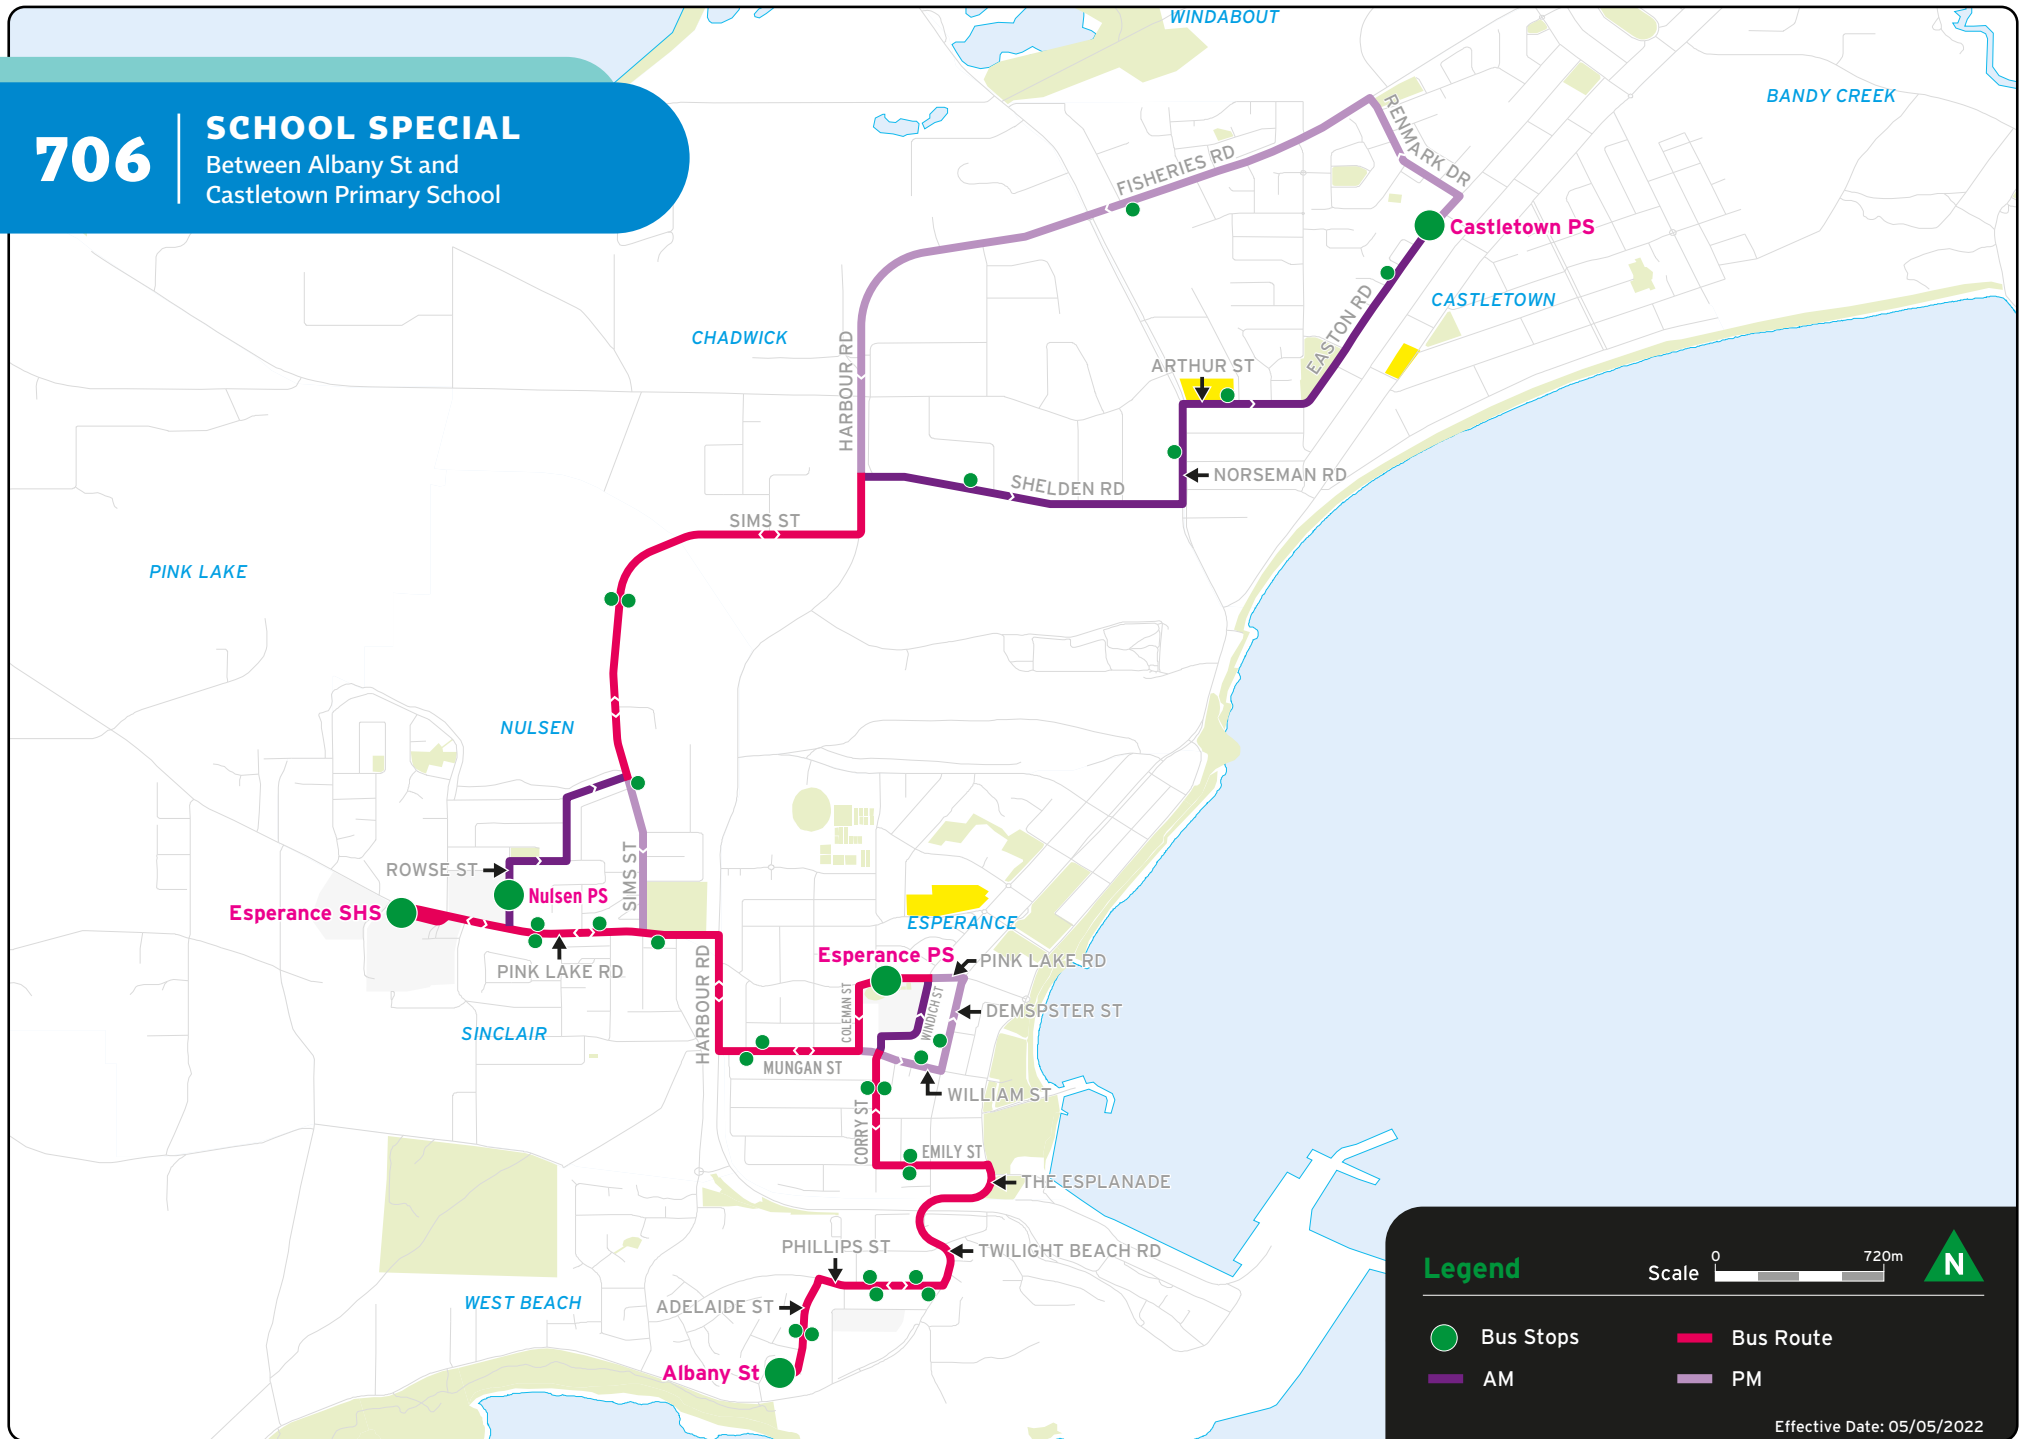 WINDABOUT
BANDY CREEK
706
SCHOOL SPECIAL
Between Albany St and
Castletown Primary School
RENMARK DR
FISHERIES RD
Castletown PS
CASTLETOWN
EASTON RD
CHADWICK
HARBOUR RD
ARTHUR ST
NORSEMAN RD
SHELDEN RD
SIMS ST
PINK LAKE
NULSEN
ROWSE ST
SIMS ST
Nulsen PS
Esperance SHS
PINK LAKE RD
ESPERANCE
Esperance PS
PINK LAKE RD
HARBOUR RD
COLEMAN ST
WINDICH ST
DEMSPSTER ST
SINCLAIR
MUNGAN ST
WILLIAM ST
CORRY ST
EMILY ST
THE ESPLANADE
PHILLIPS ST
TWILIGHT BEACH RD
WEST BEACH
ADELAIDE ST
Albany St
Legend
Scale
0
720m
N
Bus Stops
Bus Route
AM
PM
Effective Date: 05/05/2022